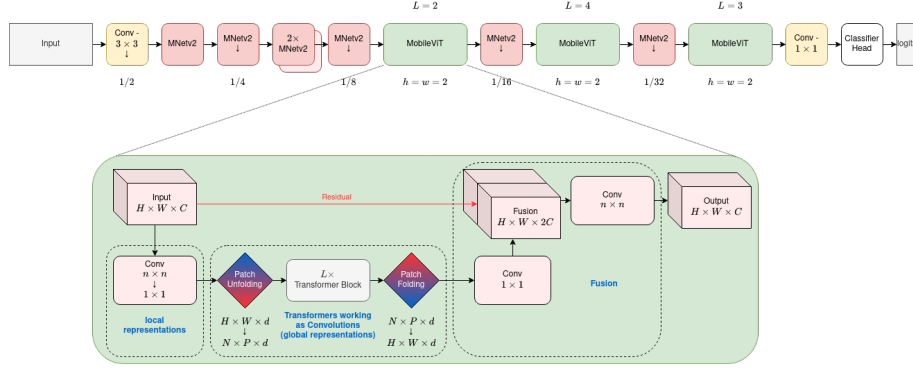 L = 2
L = 4
L = 3
Input
Conv -
3 × 3
↓
MNetv2
MNetv2
↓
2×
MNetv2
MNetv2
↓
MobileViT
MNetv2
↓
MobileViT
MNetv2
↓
MobileViT
Conv -
1 × 1
Classifier
Head
logit
1/2
1/4
1/8
h = w = 2
1/16
h = w = 2
1/32
h = w = 2
Input
H × W × C
Residual
Fusion
H × W × 2C
Conv
n × n
Output
H × W × C
Conv
n × n
↓
1 × 1
Patch
Unfolding
L×
Transformer Block
Patch
Folding
Conv
1 × 1
Fusion
local
representations
H × W × d
↓
N × P × d
Transformers working
as Convolutions
(global representations)
N × P × d
↓
H × W × d